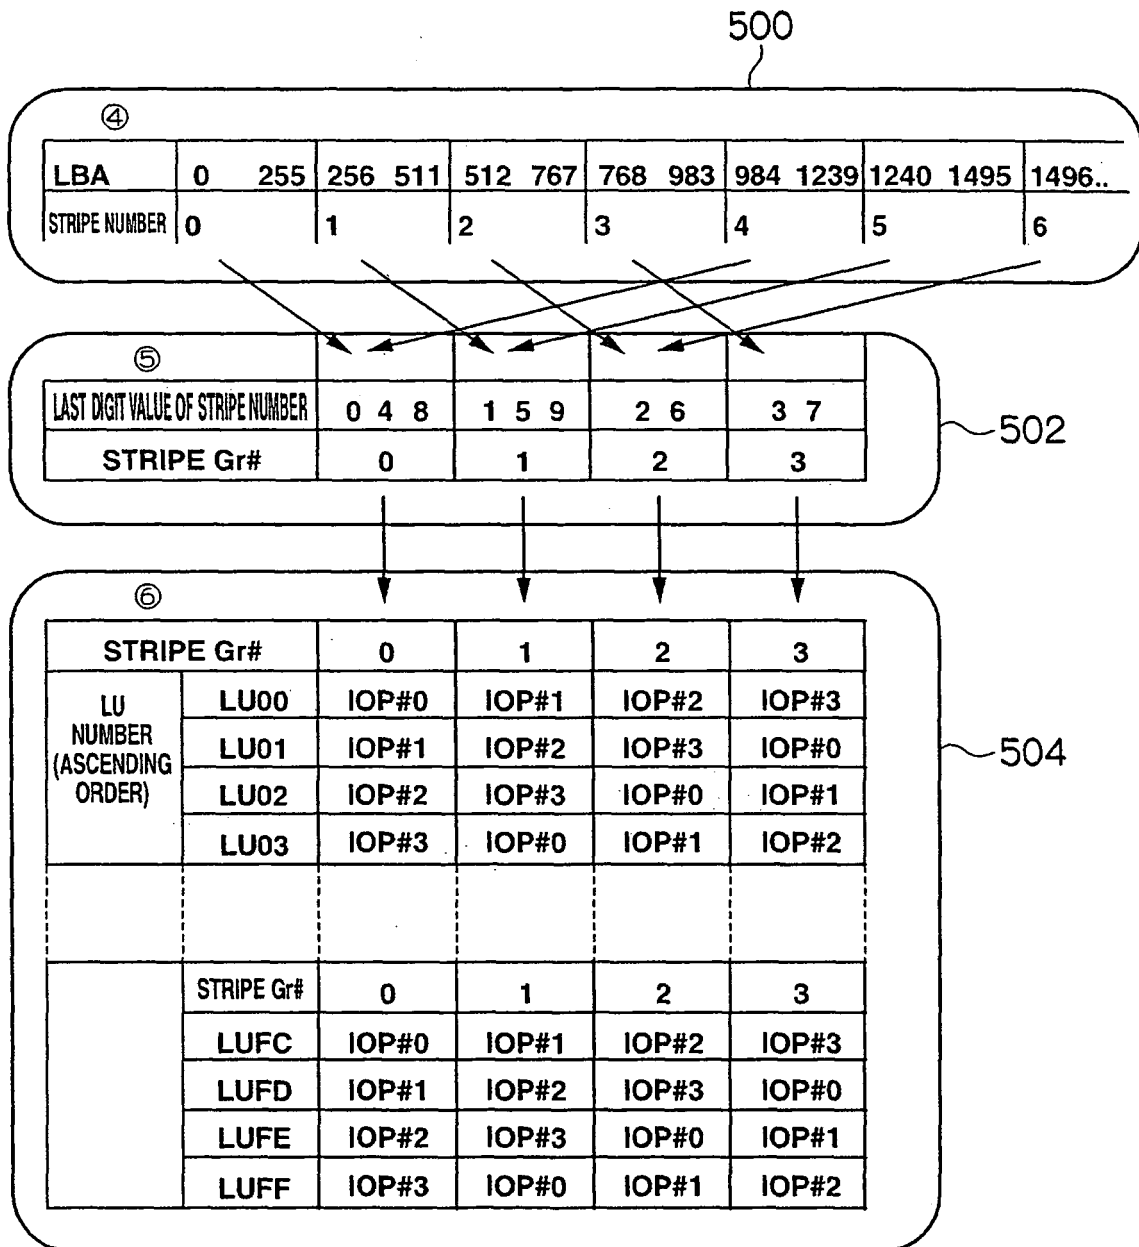 500
④
LBA 0 255 256 511 512 767 768 983 984 1239 1240 1495 1496..
STRIPE NUMBER 0 1 2 3 4 5 6
⑤
LAST DIGIT VALUE OF STRIPE NUMBER 0 4 8 1 5 9 2 6 3 7
STRIPE Gr# 0 1 2 3
502
⑥
STRIPE Gr# 0 1 2 3
LU NUMBER (ASCENDING ORDER)
LU00 IOP#0 IOP#1 IOP#2 IOP#3
LU01 IOP#1 IOP#2 IOP#3 IOP#0
504
LU02 IOP#2 IOP#3 IOP#0 IOP#1
LU03 IOP#3 IOP#0 IOP#1 IOP#2
STRIPE Gr# 0 1 2 3
LUFC IOP#0 IOP#1 IOP#2 IOP#3
LUFD IOP#1 IOP#2 IOP#3 IOP#0
LUFE IOP#2 IOP#3 IOP#0 IOP#1
LUFF IOP#3 IOP#0 IOP#1 IOP#2